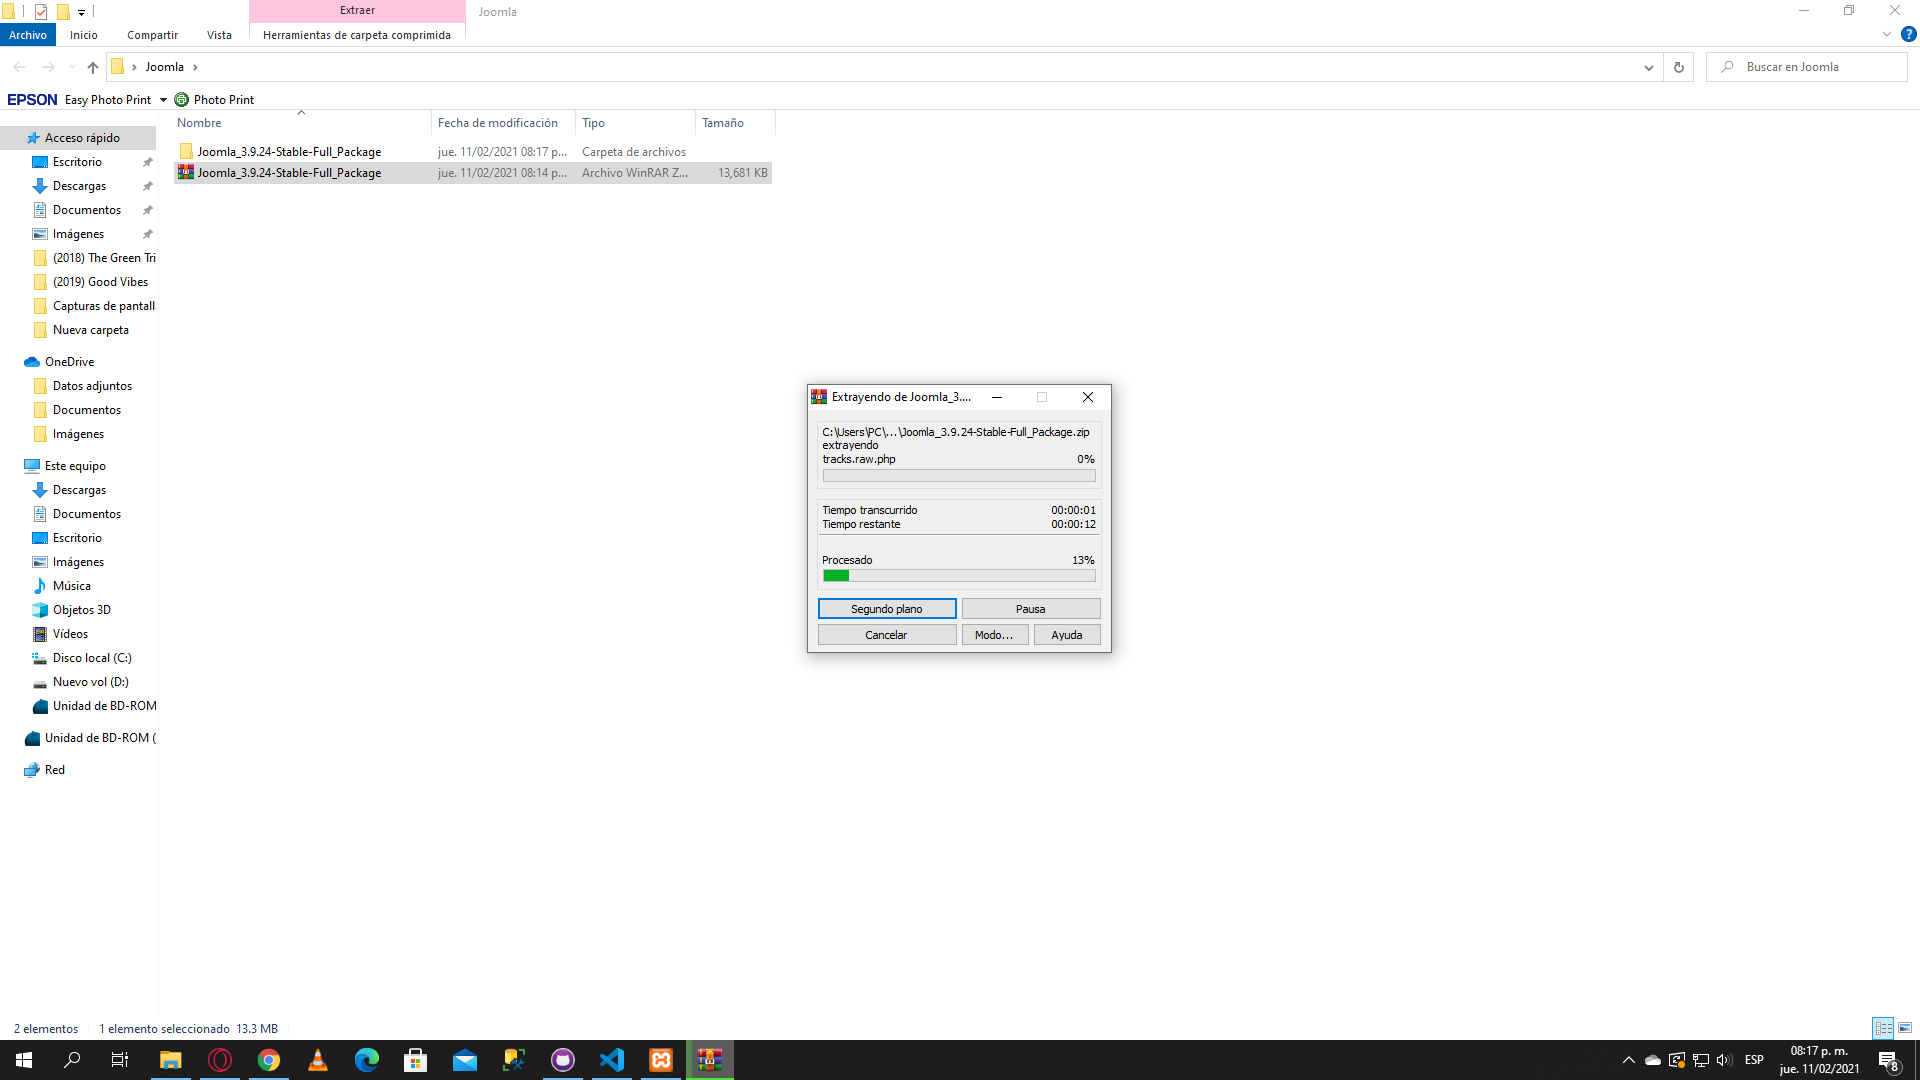 Extraer
Joomla
Archivo
Inicio
Compartir
Vista
Herramientas de carpeta comprimida
Joomla
Buscar en Joomla
EPSON Easy Photo Print
Photo Print
Nombre
Fecha de modificación
Tipo
Tamaño
Joomla_3.9.24-Stable-Full_Package
jue. 11/02/2021 08:17 p...
Carpeta de archivos
Joomla_3.9.24-Stable-Full_Package
jue. 11/02/2021 08:14 p...
Archivo WinRAR Z...
13,681 KB
Acceso rápido
Escritorio
Descargas
Documentos
Imágenes
(2018) The Green Tri
(2019) Good Vibes
Capturas de pantall
Nueva carpeta
OneDrive
Datos adjuntos
Documentos
Imágenes
Este equipo
Descargas
Documentos
Escritorio
Imágenes
Música
Objetos 3D
Vídeos
Disco local (C:)
Nuevo vol (D:)
Unidad de BD-ROM
Unidad de BD-ROM (
Red
Extrayendo de Joomla_3....
C:\Users\PC\...\Joomla_3.9.24-Stable-Full_Package.zip
extrayendo
tracks.raw.php 0%
Tiempo transcurrido 00:00:01
Tiempo restante 00:00:12
Procesado 13%
Segundo plano
Pausa
Cancelar
Modo...
Ayuda
2 elementos
1 elemento seleccionado 13.3 MB
ESP
08:17 p. m.
jue. 11/02/2021
8